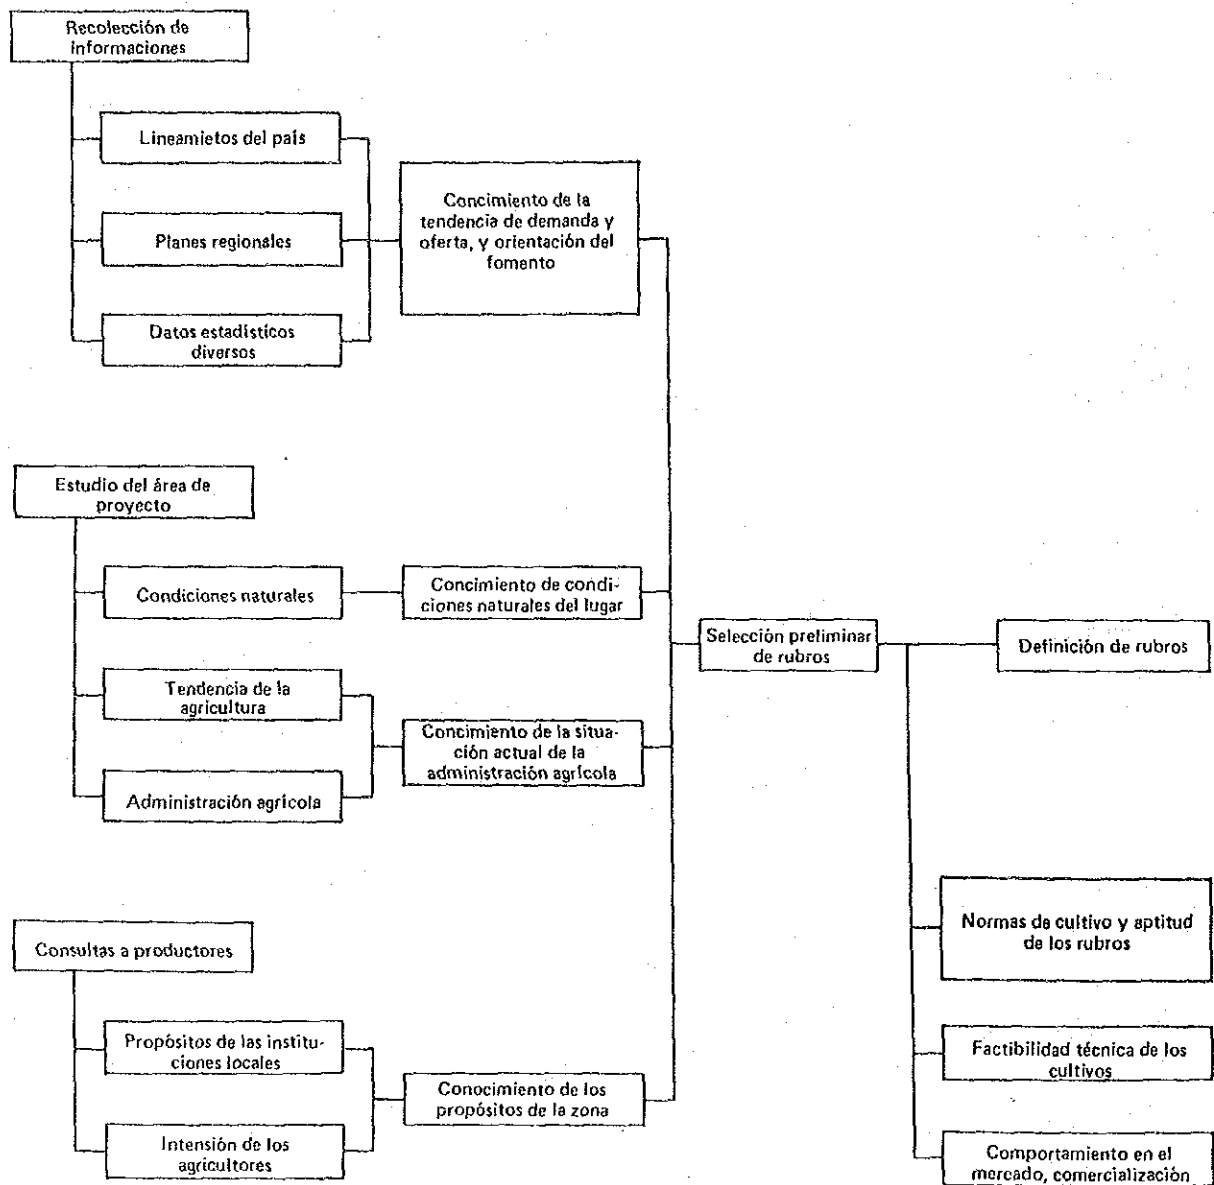 Recolección de
informaciones
Lineamietos del país
Planes regionales
Datos estadísticos
diversos
Concimiento de la
tendencia de demanda y
oferta, y orientación del
fomento
Estudio del área de
proyecto
Condiciones naturales
Concimiento de condi-
ciones naturales del lugar
Tendencia de la
agricultura
Administración agrícola
Concimiento de la situa-
ción actual de la
administración agrícola
Consultas a productores
Propósitos de las institu-
ciones locales
Intensión de los
agricultores
Conocimiento de los
propósitos de la zona
Selección preliminar
de rubros
Definición de rubros
Normas de cultivo y aptitud
de los rubros
Factibilidad técnica de los
cultivos
Comportamiento en el
mercado, comercialización